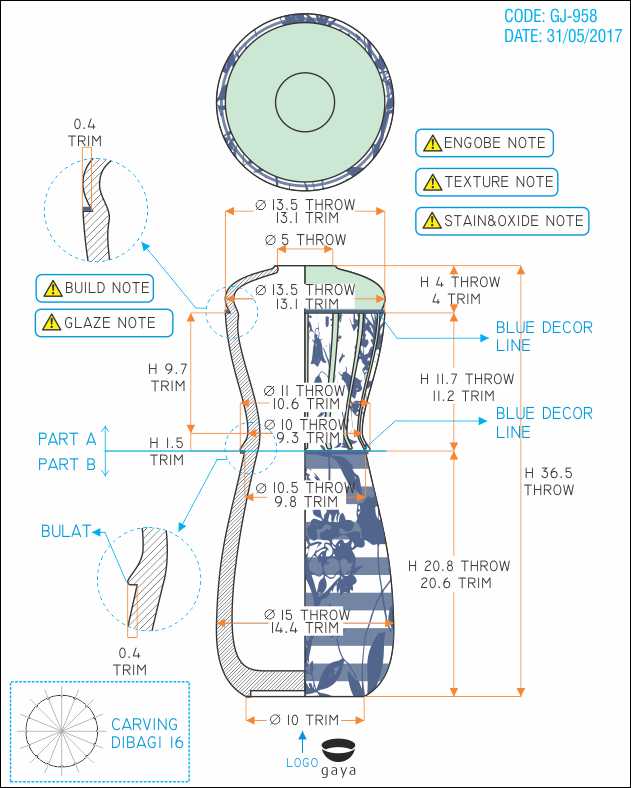 CODE: GJ-958
DATE: 31/05/2017
0.4
TRIM
ENGOBE NOTE
TEXTURE NOTE
STAIN&OXIDE NOTE
Ø 13.5 THROW
13.1 TRIM
Ø 5 THROW
BUILD NOTE
GLAZE NOTE
Ø 13.5 THROW
13.1 TRIM
H 4 THROW
4 TRIM
BLUE DECOR
LINE
H 9.7
TRIM
H 11.7 THROW
11.2 TRIM
Ø 11 THROW
10.6 TRIM
Ø 10 THROW
9.3 TRIM
BLUE DECOR
LINE
PART A
PART B
H 1.5
TRIM
H 36.5
THROW
Ø 10.5 THROW
9.8 TRIM
BULAT
H 20.8 THROW
20.6 TRIM
Ø 15 THROW
14.4 TRIM
0.4
TRIM
CARVING
DIBAGI 16
Ø 10 TRIM
LOGO
gaya